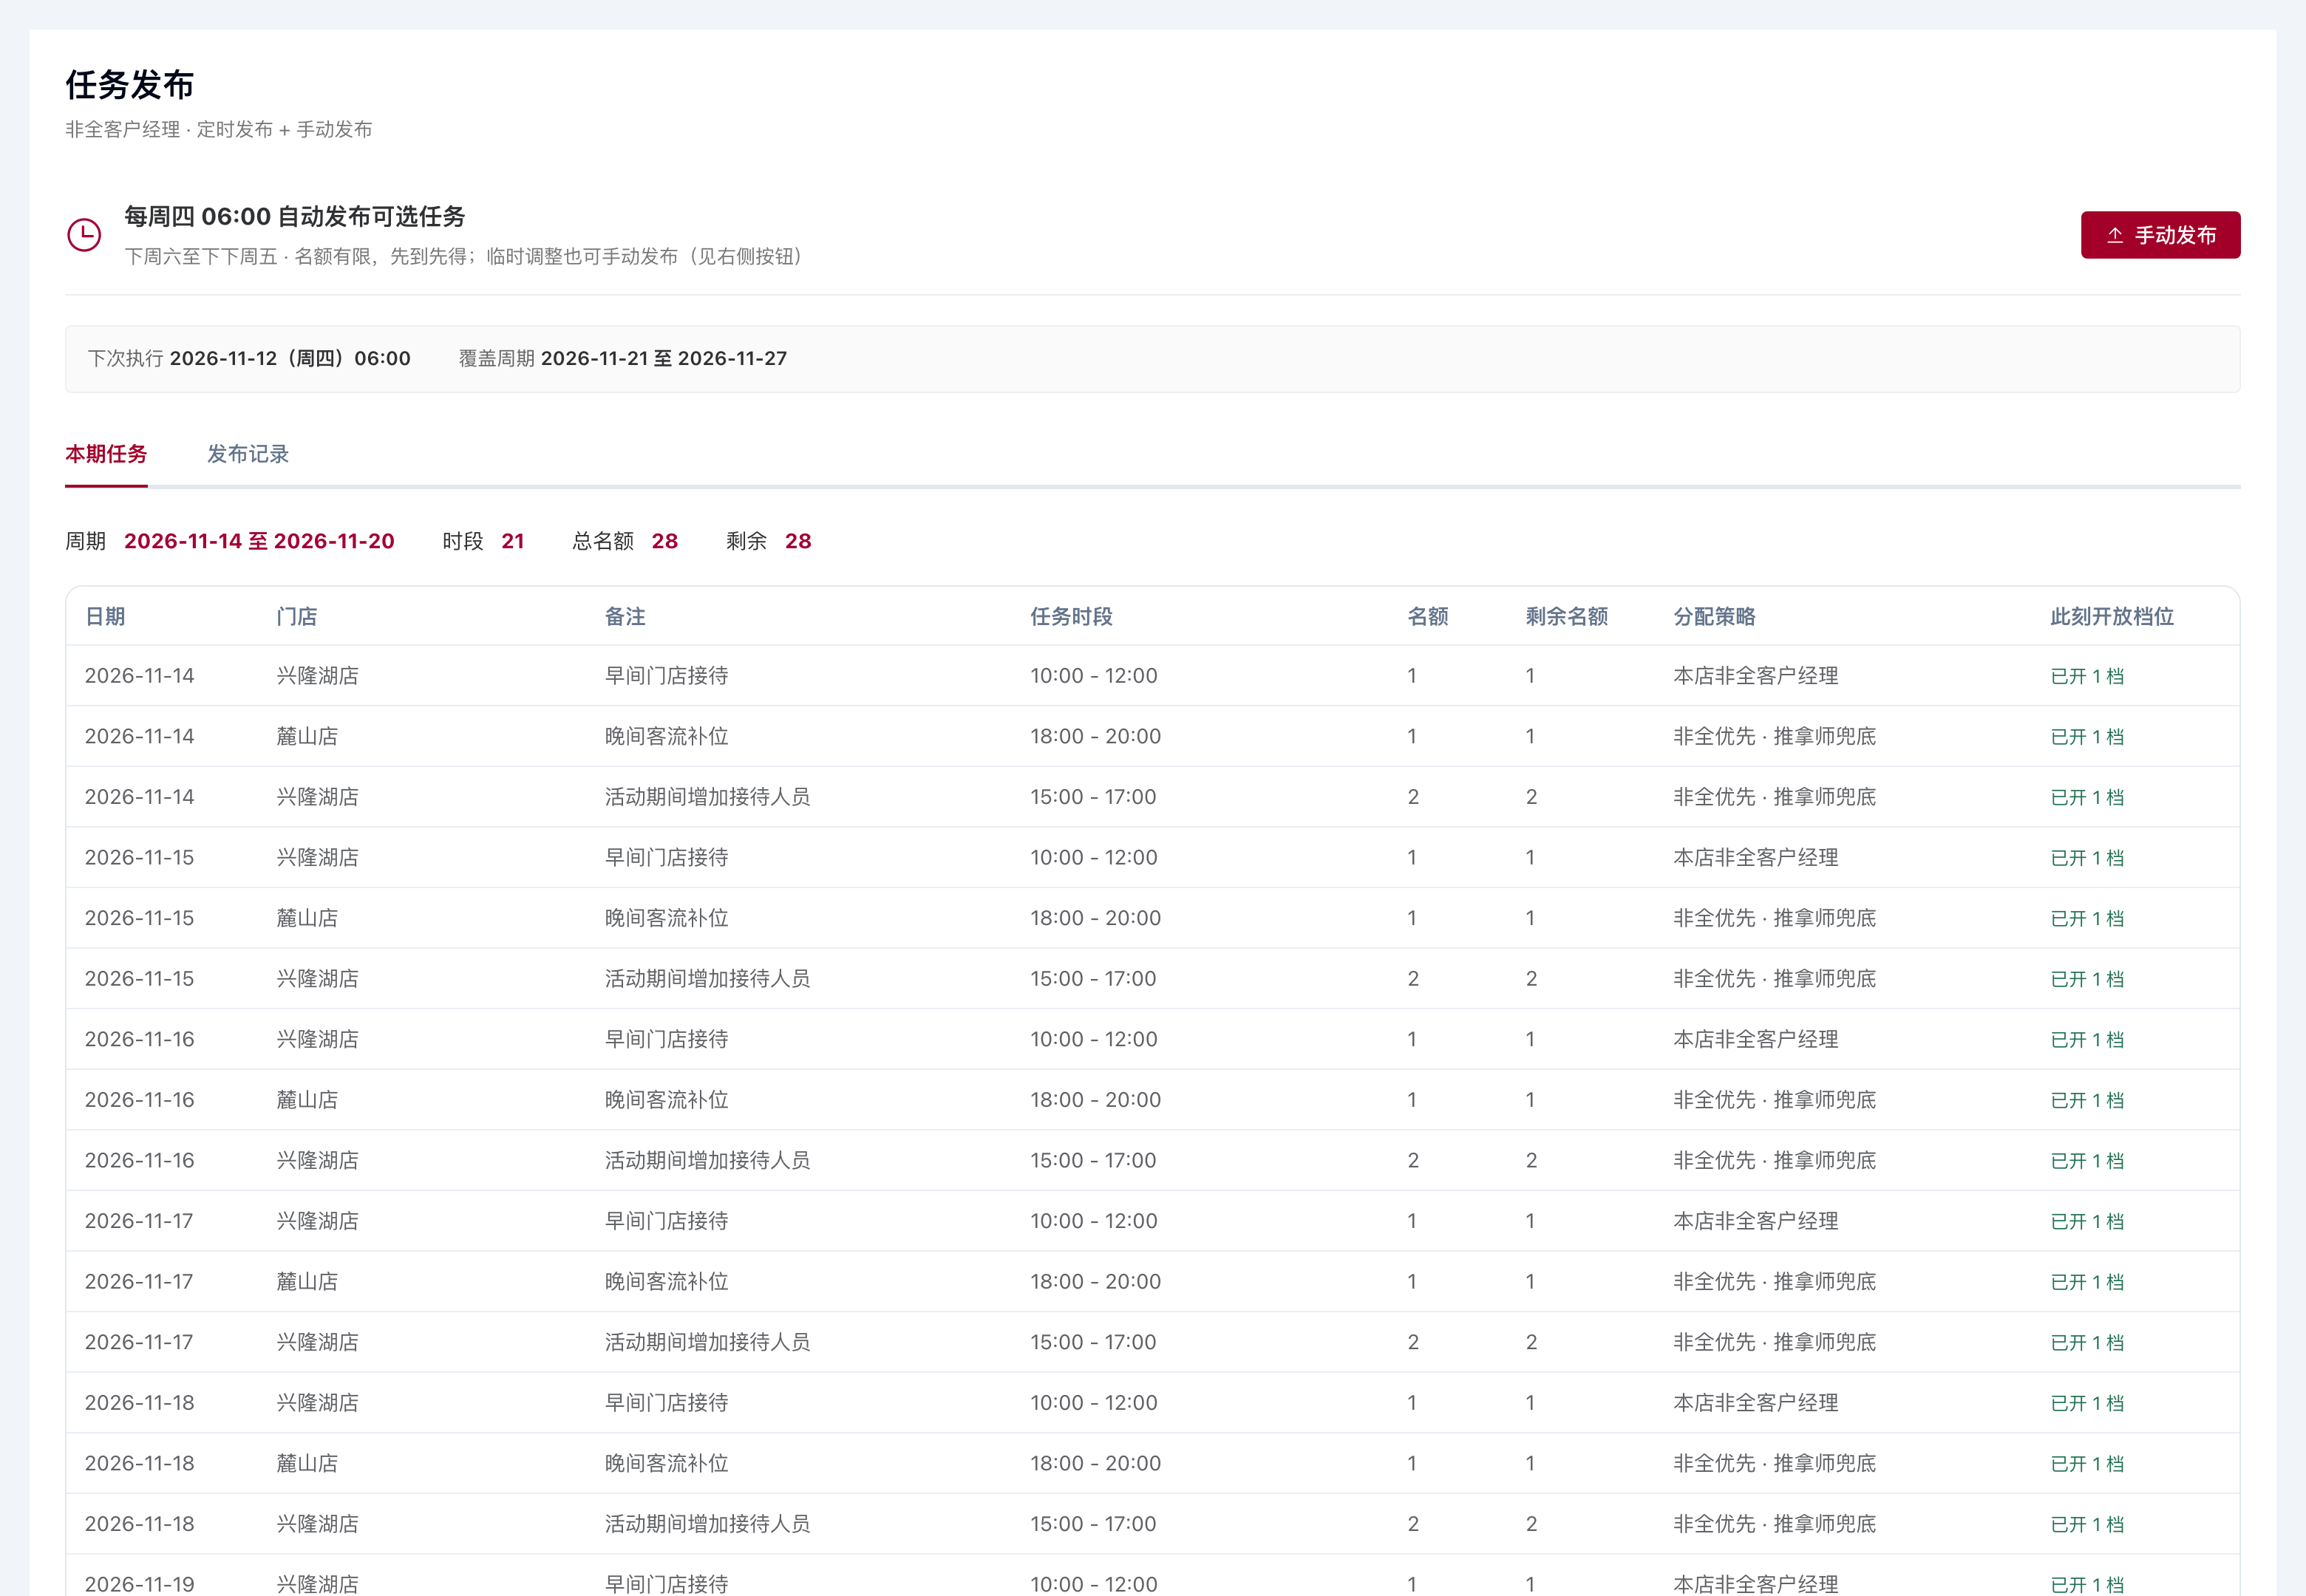 任务发布
非全客户经理 · 定时发布 + 手动发布
每周四 06:00 自动发布可选任务
下周六至下下周五 · 名额有限，先到先得；临时调整也可手动发布（见右侧按钮）
手动发布
下次执行 2026-11-12（周四）06:00 覆盖周期 2026-11-21 至 2026-11-27
本期任务 发布记录
周期 2026-11-14 至 2026-11-20 时段 21 总名额 28 剩余 28
日期 门店 备注 任务时段 名额 剩余名额 分配策略 此刻开放档位
2026-11-14 兴隆湖店 早间门店接待 10:00 - 12:00 1 1 本店非全客户经理 已开 1 档
2026-11-14 麓山店 晚间客流补位 18:00 - 20:00 1 1 非全优先 · 推拿师兜底 已开 1 档
2026-11-14 兴隆湖店 活动期间增加接待人员 15:00 - 17:00 2 2 非全优先 · 推拿师兜底 已开 1 档
2026-11-15 兴隆湖店 早间门店接待 10:00 - 12:00 1 1 本店非全客户经理 已开 1 档
2026-11-15 麓山店 晚间客流补位 18:00 - 20:00 1 1 非全优先 · 推拿师兜底 已开 1 档
2026-11-15 兴隆湖店 活动期间增加接待人员 15:00 - 17:00 2 2 非全优先 · 推拿师兜底 已开 1 档
2026-11-16 兴隆湖店 早间门店接待 10:00 - 12:00 1 1 本店非全客户经理 已开 1 档
2026-11-16 麓山店 晚间客流补位 18:00 - 20:00 1 1 非全优先 · 推拿师兜底 已开 1 档
2026-11-16 兴隆湖店 活动期间增加接待人员 15:00 - 17:00 2 2 非全优先 · 推拿师兜底 已开 1 档
2026-11-17 兴隆湖店 早间门店接待 10:00 - 12:00 1 1 本店非全客户经理 已开 1 档
2026-11-17 麓山店 晚间客流补位 18:00 - 20:00 1 1 非全优先 · 推拿师兜底 已开 1 档
2026-11-17 兴隆湖店 活动期间增加接待人员 15:00 - 17:00 2 2 非全优先 · 推拿师兜底 已开 1 档
2026-11-18 兴隆湖店 早间门店接待 10:00 - 12:00 1 1 本店非全客户经理 已开 1 档
2026-11-18 麓山店 晚间客流补位 18:00 - 20:00 1 1 非全优先 · 推拿师兜底 已开 1 档
2026-11-18 兴隆湖店 活动期间增加接待人员 15:00 - 17:00 2 2 非全优先 · 推拿师兜底 已开 1 档
2026-11-19 兴隆湖店 早间门店接待 10:00 - 12:00 1 1 本店非全客户经理 已开 1 档